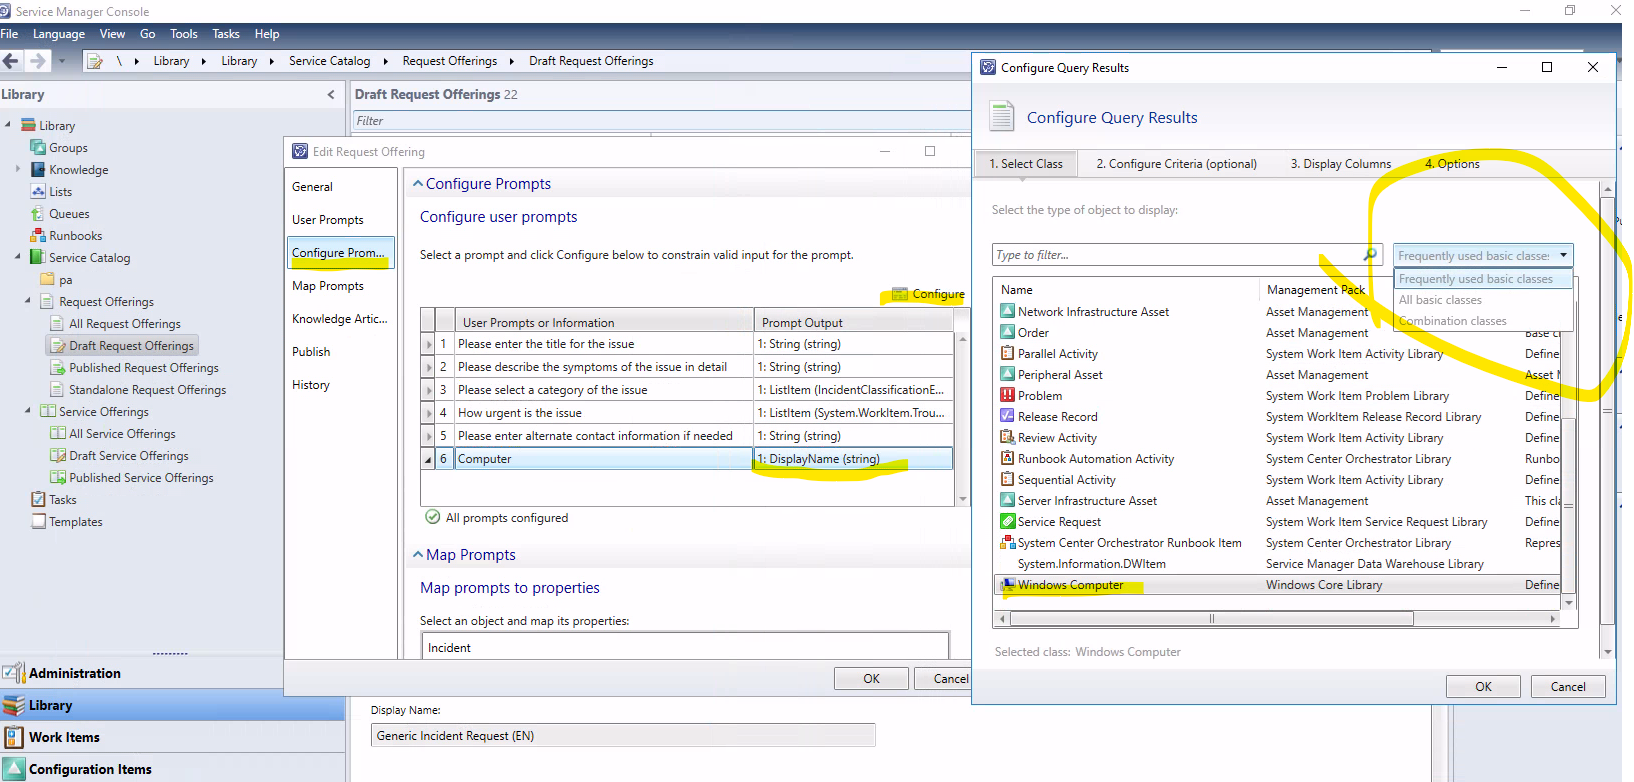 Service Manager Console
File Language View Go Tools Tasks Help
\ Library Library Service Catalog Request Offerings Draft Request Offerings
Library
Library
Groups
Knowledge
Lists
Queues
Runbooks
Service Catalog
pa
Request Offerings
All Request Offerings
Draft Request Offerings
Published Request Offerings
Standalone Request Offerings
Service Offerings
All Service Offerings
Draft Service Offerings
Published Service Offerings
Tasks
Templates
Administration
Library
Work Items
Configuration Items
Draft Request Offerings 22
Filter
Edit Request Offering
General
User Prompts
Configure Prom...
Map Prompts
Knowledge Artic...
Publish
History
Configure Prompts
Configure user prompts
Select a prompt and click Configure below to constrain valid input for the prompt.
Configure
User Prompts or Information Prompt Output
1 Please enter the title for the issue 1: String (string)
2 Please describe the symptoms of the issue in detail 1: String (string)
3 Please select a category of the issue 1: ListItem (IncidentClassificationE...
4 How urgent is the issue 1: ListItem (System.WorkItem.Trou...
5 Please enter alternate contact information if needed 1: String (string)
6 Computer 1: DisplayName (string)
All prompts configured
Map Prompts
Map prompts to properties
Select an object and map its properties:
Incident
OK Cancel
Display Name:
Generic Incident Request (EN)
Configure Query Results
Configure Query Results
1. Select Class 2. Configure Criteria (optional) 3. Display Columns 4. Options
Select the type of object to display:
Type to filter... Frequently used basic classes
Frequently used basic classes
All basic classes
Combination classes
Name Management Pack
Network Infrastructure Asset Asset Management
Order Asset Management Base cl
Parallel Activity System Work Item Activity Library Define
Peripheral Asset Asset Management Asset M
Problem System Work Item Problem Library Define
Release Record System WorkItem Release Record Library Define
Review Activity System Work Item Activity Library Define
Runbook Automation Activity System Center Orchestrator Library Runbo
Sequential Activity System Work Item Activity Library Define
Server Infrastructure Asset Asset Management This cla
Service Request System Work Item Service Request Library Define
System Center Orchestrator Runbook Item System Center Orchestrator Library Repres
System.Information.DWItem Service Manager Data Warehouse Library
Windows Computer Windows Core Library Define
Selected class: Windows Computer
OK Cancel